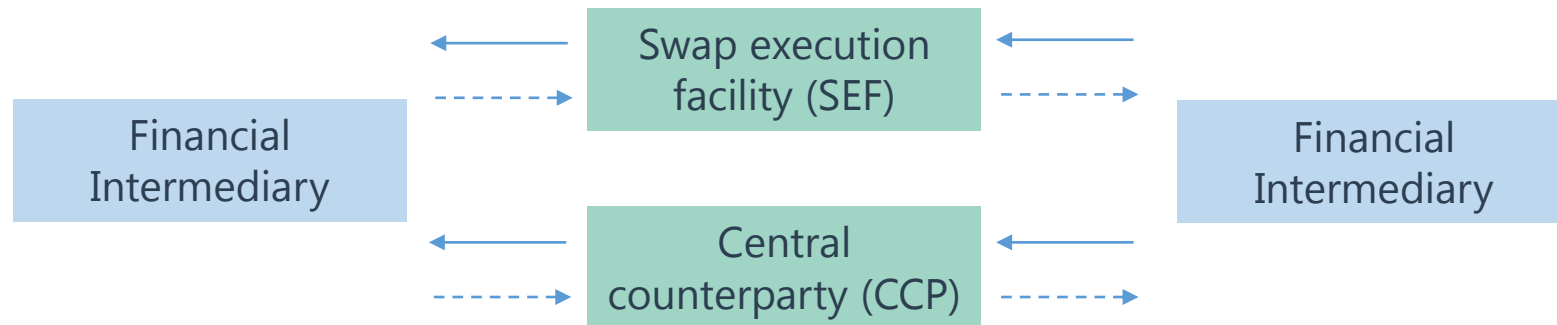 Swap execution
facility (SEF)
Financial
Intermediary
Financial
Intermediary
Central
counterparty (CCP)